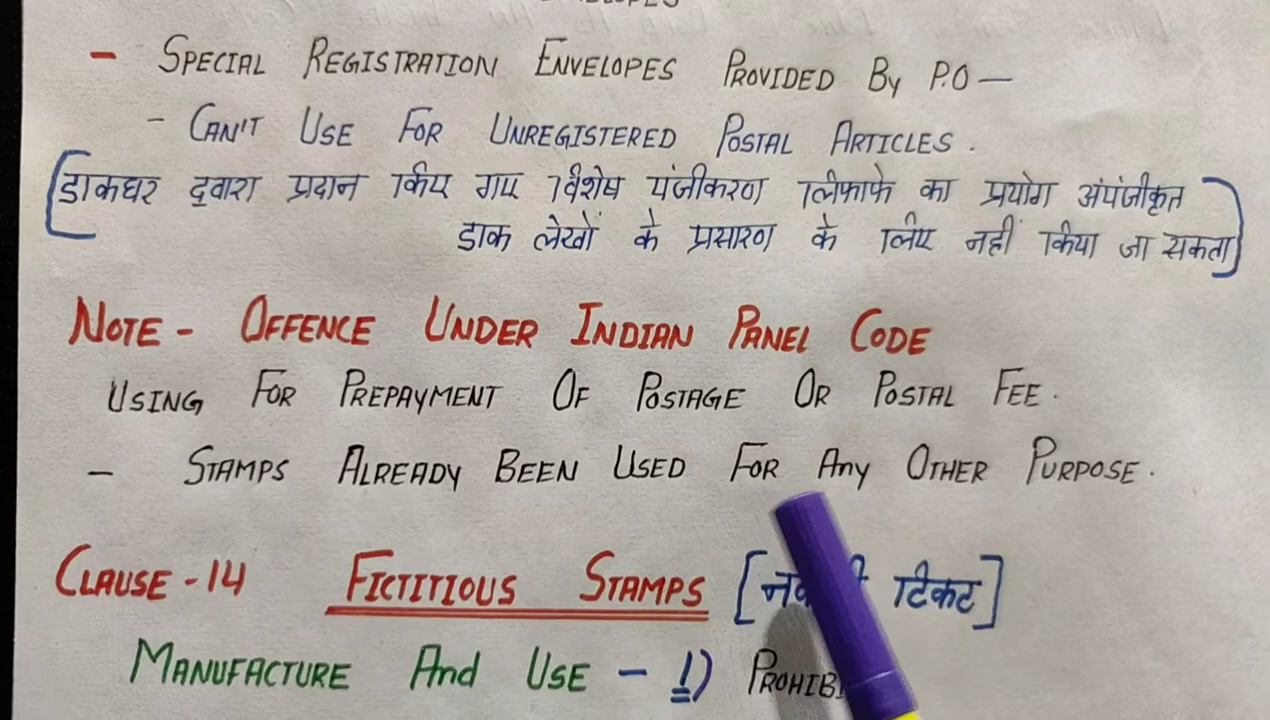 - SPECIAL REGISTRATION ENVELOPES PROVIDED BY P.O -
- CAN'T USE FOR UNREGISTERED POSTAL ARTICLES.
[डाकघर द्वारा प्रदान किए गए विशेष पंजीकरण लिफाफे का प्रयोग अपंजीकृत
डाक लेखों के प्रसारण के लिए नहीं किया जा सकता]
NOTE - OFFENCE UNDER INDIAN PANEL CODE
USING FOR PREPAYMENT OF POSTAGE OR POSTAL FEE.
- STAMPS ALREADY BEEN USED FOR ANY OTHER PURPOSE.
CLAUSE - 14 FICTITIOUS STAMPS [टिकट]
MANUFACTURE AND USE - 1)